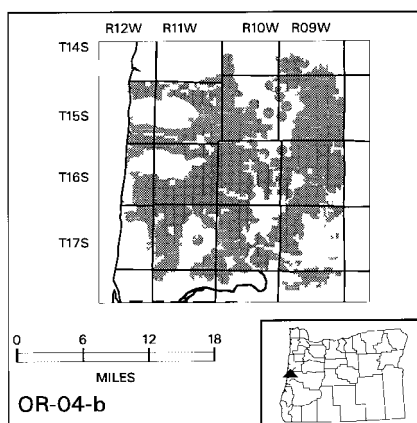 R12W R11W R10W R09W
T14S
T15S
T16S
T17S
0 6 12 18
MILES
OR-04-b